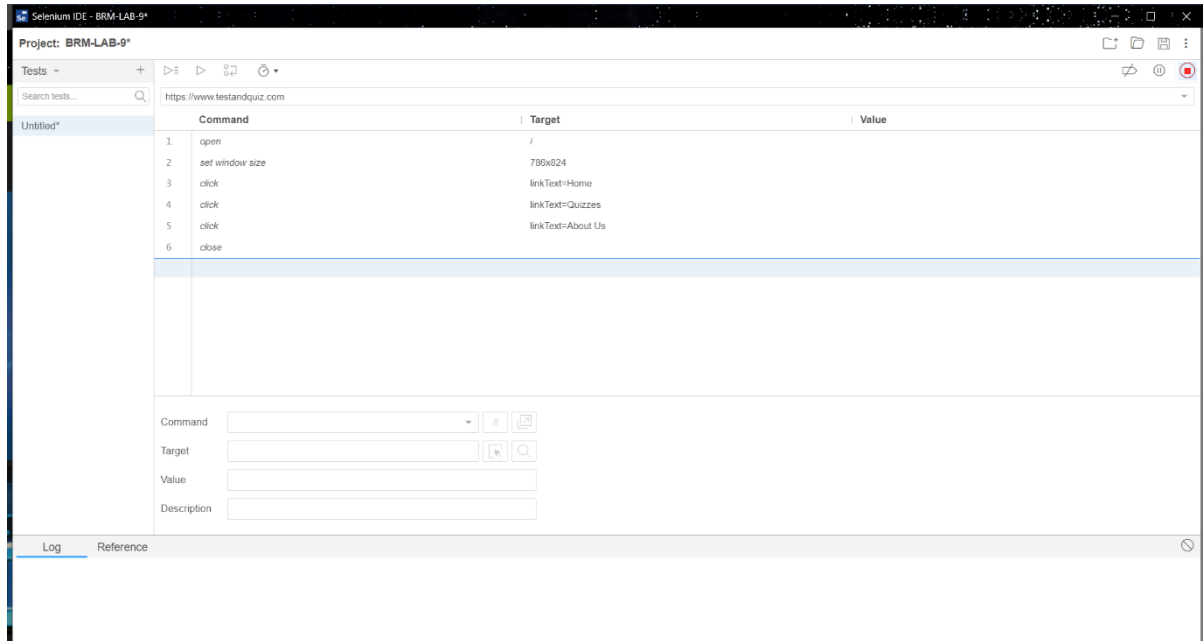 Selenium IDE - BRM-LAB-9*
Project: BRM-LAB-9*
Tests
Search tests...
https://www.testandquiz.com
Untitled*
Command Target Value
1 open /
2 set window size 786x824
3 click linkText=Home
4 click linkText=Quizzes
5 click linkText=About Us
6 close
Command
//
Target
Value
Description
Log Reference